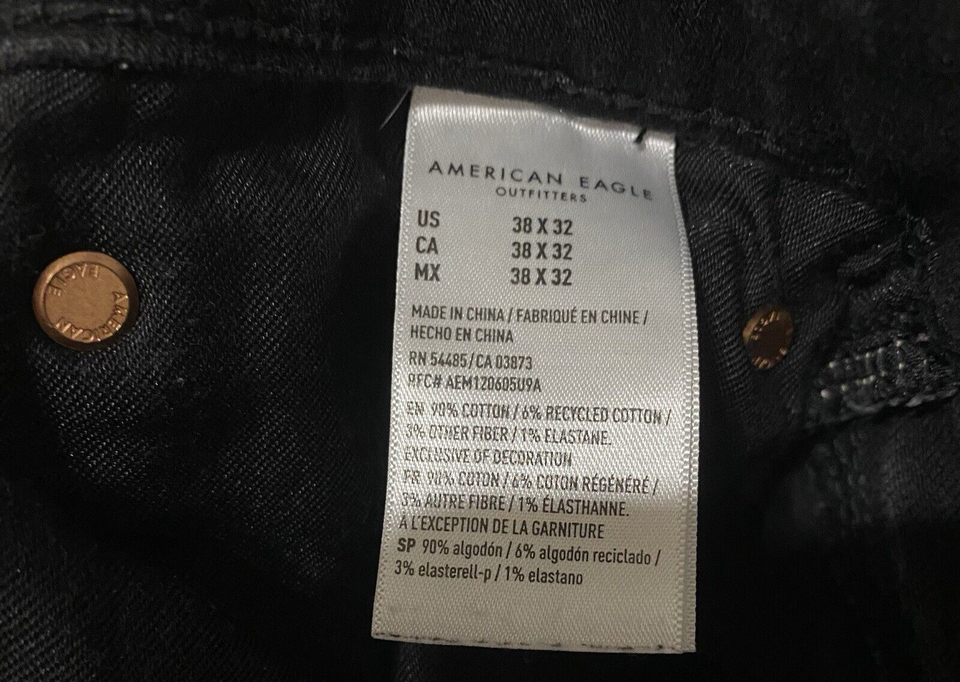 AMERICAN EAGLE
OUTFITTERS
US 38 X 32
CA 38 X 32
MX 38 X 32
MADE IN CHINA / FABRIQUÉ EN CHINE /
HECHO EN CHINA
RN 54485/CA 03873
RFC# AEM120605U9A
EN 90% COTTON / 6% RECYCLED COTTON /
3% OTHER FIBER / 1% ELASTANE.
EXCLUSIVE OF DECORATION
FR 90% COTON / 6% COTON RÉGÉNÉRÉ /
3% AUTRE FIBRE / 1% ÉLASTHANNE.
A L'EXCEPTION DE LA GARNITURE
SP 90% algodón / 6% algodón reciclado /
3% elasterell-p / 1% elastano
AMERICAN
EAGLE